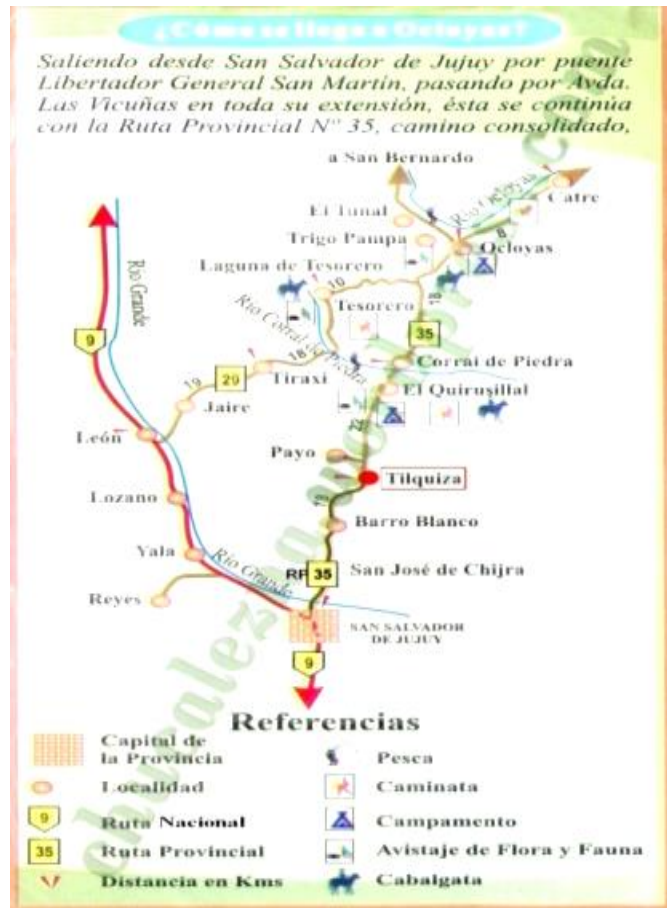 ¿Cómo se llega a Ocloyas?
Saliendo desde San Salvador de Jujuy por puente
Libertador General San Martín, pasando por Avda.
Las Vicuñas en toda su extensión, ésta se continúa
con la Ruta Provincial Nº 35, camino consolidado,
a San Bernardo
Catre
Río Ocloyas
El Tunal
8
Trigo Pampa
Ocloyas
Laguna de Tesorero
10
Tesorero
18
Río Grande
Río Corral de Piedra
35
9
18
Corral de Piedra
29
Tiraxi
19
El Quirusillal
Jaire
22
León
Payo
Tilquiza
Lozano
19
Barro Blanco
Yala
Río Grande
RP 35
San José de Chijra
Reyes
SAN SALVADOR
DE JUJUY
9
Referencias
Capital de
la Provincia
Pesca
Localidad
Caminata
9
Ruta Nacional
Campamento
35
Ruta Provincial
Avistaje de Flora y Fauna
Distancia en Kms
Cabalgata